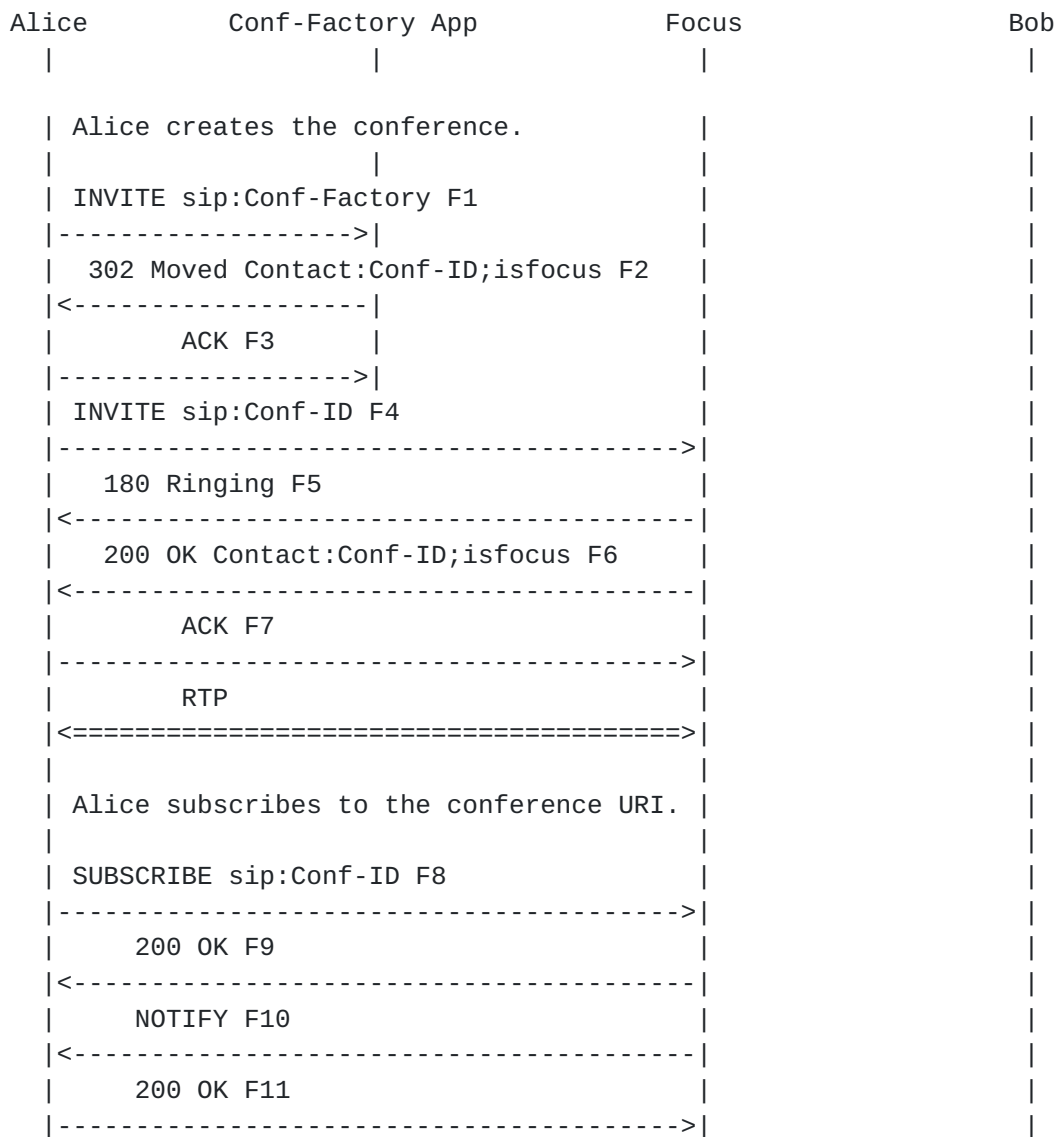 Alice         Conf-Factory App            Focus                 Bob
  |                    |                    |                    |

  | Alice creates the conference.           |                    |
  |                    |                    |                    |
  | INVITE sip:Conf-Factory F1              |                    |
  |------------------->|                    |                    |
  |  302 Moved Contact:Conf-ID;isfocus F2   |                    |
  |<-------------------|                    |                    |
  |        ACK F3      |                    |                    |
  |------------------->|                    |                    |
  | INVITE sip:Conf-ID F4                   |                    |
  |---------------------------------------->|                    |
  |   180 Ringing F5                        |                    |
  |<----------------------------------------|                    |
  |   200 OK Contact:Conf-ID;isfocus F6     |                    |
  |<----------------------------------------|                    |
  |        ACK F7                           |                    |
  |---------------------------------------->|                    |
  |        RTP                              |                    |
  |<=======================================>|                    |
  |                                         |                    |
  | Alice subscribes to the conference URI. |                    |
  |                                         |                    |
  | SUBSCRIBE sip:Conf-ID F8                |                    |
  |---------------------------------------->|                    |
  |     200 OK F9                           |                    |
  |<----------------------------------------|                    |
  |     NOTIFY F10                          |                    |
  |<----------------------------------------|                    |
  |     200 OK F11                          |                    |
  |---------------------------------------->|                    |